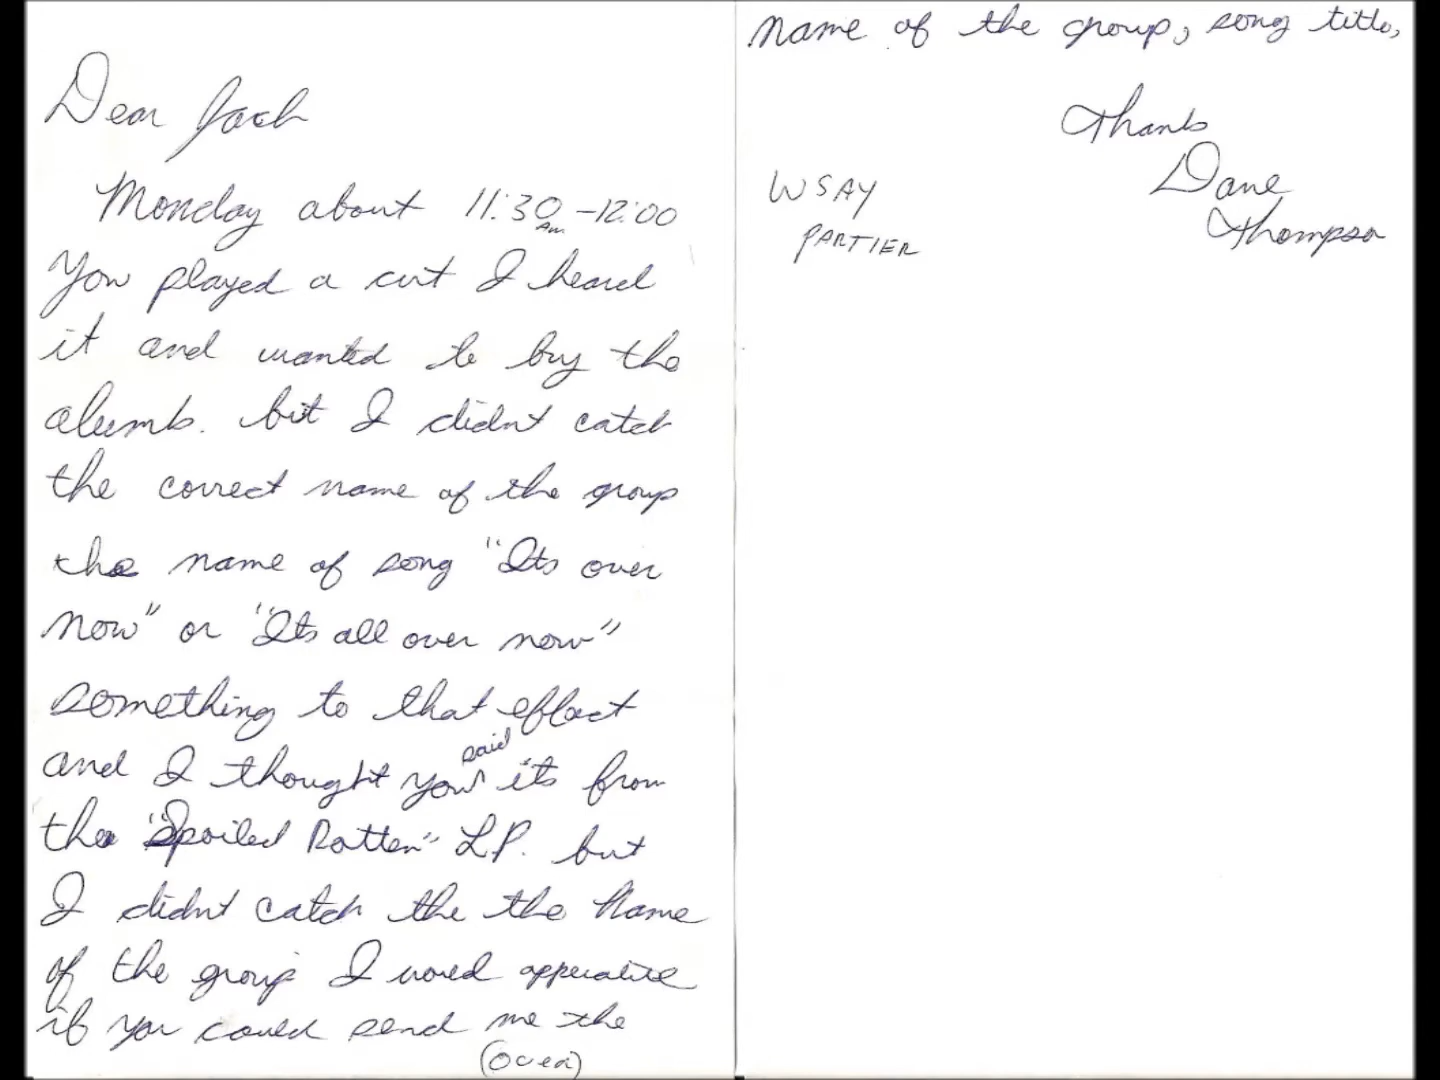 Dear Jack
Monday about 11:30 Am -12:00
You played a cut I heard
it and wanted to buy the
alumb. but I didnt catch
the correct name of the group
the name of song "Its over
now" or "Its all over now"
something to that effect
and I thought you said its from
the "Spoiled Rotten" L.P. but
I didnt catch the the Name
of the group I would appreciate
if you could send me the
(over)
name of the group, song title,
Thanks
Dane
Thompson
WSAY
PARTIER